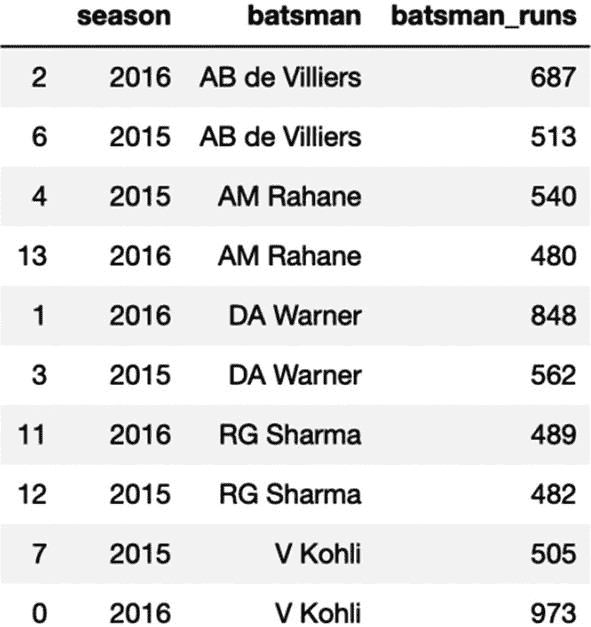 season batsman batsman_runs
2 2016 AB de Villiers 687
6 2015 AB de Villiers 513
4 2015 AM Rahane 540
13 2016 AM Rahane 480
1 2016 DA Warner 848
3 2015 DA Warner 562
11 2016 RG Sharma 489
12 2015 RG Sharma 482
7 2015 V Kohli 505
0 2016 V Kohli 973